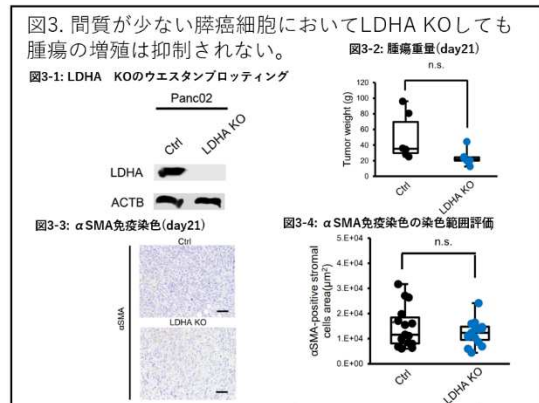 図3. 間質が少ない膵癌細胞においてLDHA KOしても
腫瘍の増殖は抑制されない。
図3-1: LDHA　KOのウエスタンブロッティング
Panc02
Ctrl
LDHA KO
LDHA
ACTB
図3-2: 腫瘍重量(day21)
n.s.
Tumor weight (g)
120
100
80
60
40
20
0
Ctrl
LDHA KO
図3-3: αSMA免疫染色(day21)
Ctrl
αSMA
LDHA KO
図3-4: αSMA免疫染色の染色範囲評価
n.s.
αSMA-positive stromal
cells area(μm²)
5.E+04
4.E+04
3.E+04
2.E+04
1.E+04
0.E+00
Ctrl
LDHA KO